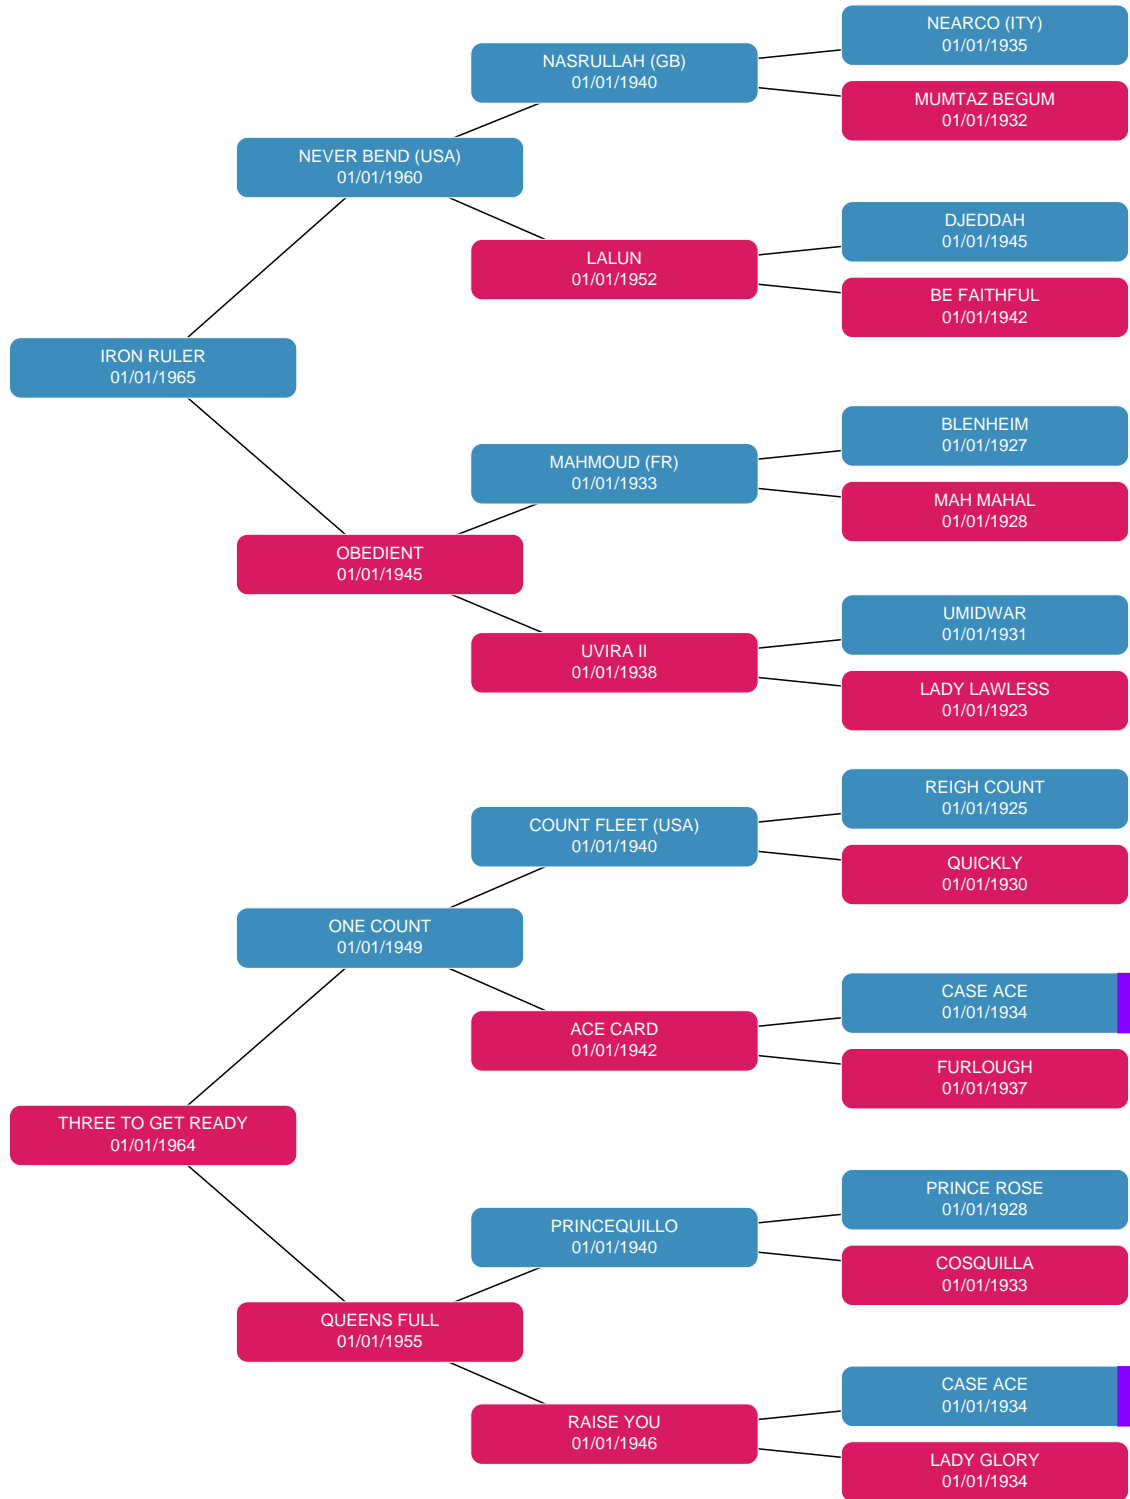 NEARCO (ITY)
01/01/1935
NASRULLAH (GB)
01/01/1940
MUMTAZ BEGUM
01/01/1932
NEVER BEND (USA)
01/01/1960
DJEDDAH
01/01/1945
LALUN
01/01/1952
BE FAITHFUL
01/01/1942
IRON RULER
01/01/1965
BLENHEIM
01/01/1927
MAHMOUD (FR)
01/01/1933
MAH MAHAL
01/01/1928
OBEDIENT
01/01/1945
UMIDWAR
01/01/1931
UVIRA II
01/01/1938
LADY LAWLESS
01/01/1923
REIGH COUNT
01/01/1925
COUNT FLEET (USA)
01/01/1940
QUICKLY
01/01/1930
ONE COUNT
01/01/1949
CASE ACE
01/01/1934
ACE CARD
01/01/1942
FURLOUGH
01/01/1937
THREE TO GET READY
01/01/1964
PRINCE ROSE
01/01/1928
PRINCEQUILLO
01/01/1940
COSQUILLA
01/01/1933
QUEENS FULL
01/01/1955
CASE ACE
01/01/1934
RAISE YOU
01/01/1946
LADY GLORY
01/01/1934